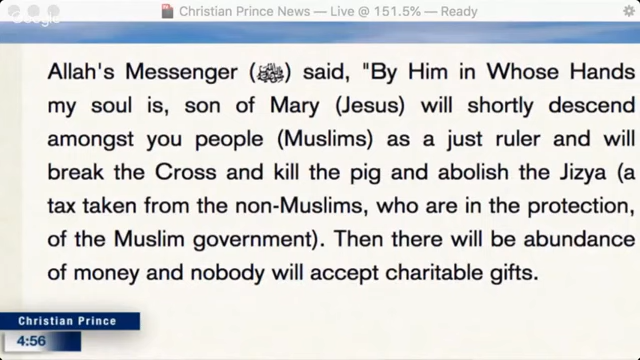 Christian Prince News — Live @ 151.5% — Ready
Google
Allah's Messenger (ﷺ) said, "By Him in Whose Hands
my soul is, son of Mary (Jesus) will shortly descend
amongst you people (Muslims) as a just ruler and will
break the Cross and kill the pig and abolish the Jizya (a
tax taken from the non-Muslims, who are in the protection,
of the Muslim government). Then there will be abundance
of money and nobody will accept charitable gifts.
Christian Prince
4:56